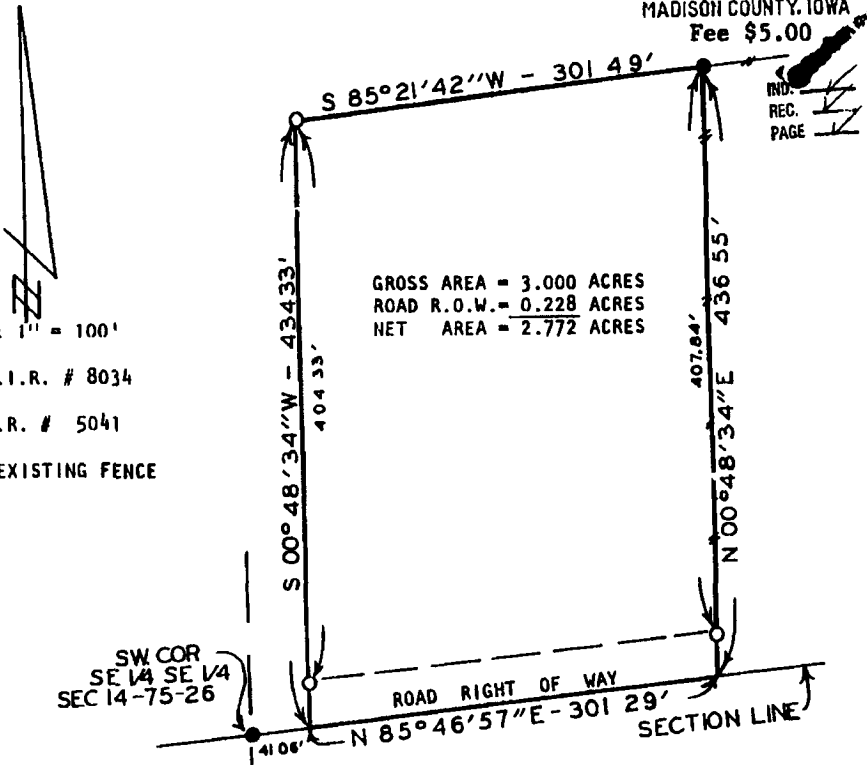 MADISON COUNTY. IOWA
Fee $5.00
IND.
REC.
PAGE
S 85°21'42"W - 301 49'
N
1" = 100'
.I.R. # 8034
.R. # 5041
EXISTING FENCE
GROSS AREA = 3.000 ACRES
ROAD R.O.W. = 0.228 ACRES
NET AREA = 2.772 ACRES
S 00°48'34"W - 434 33'
404 33'
407.84'
N 00°48'34"E 436 55'
SW. COR
SE 1/4 SE 1/4
SEC 14-75-26
ROAD RIGHT OF WAY
N 85°46'57"E - 301 29'
41 06'
SECTION LINE